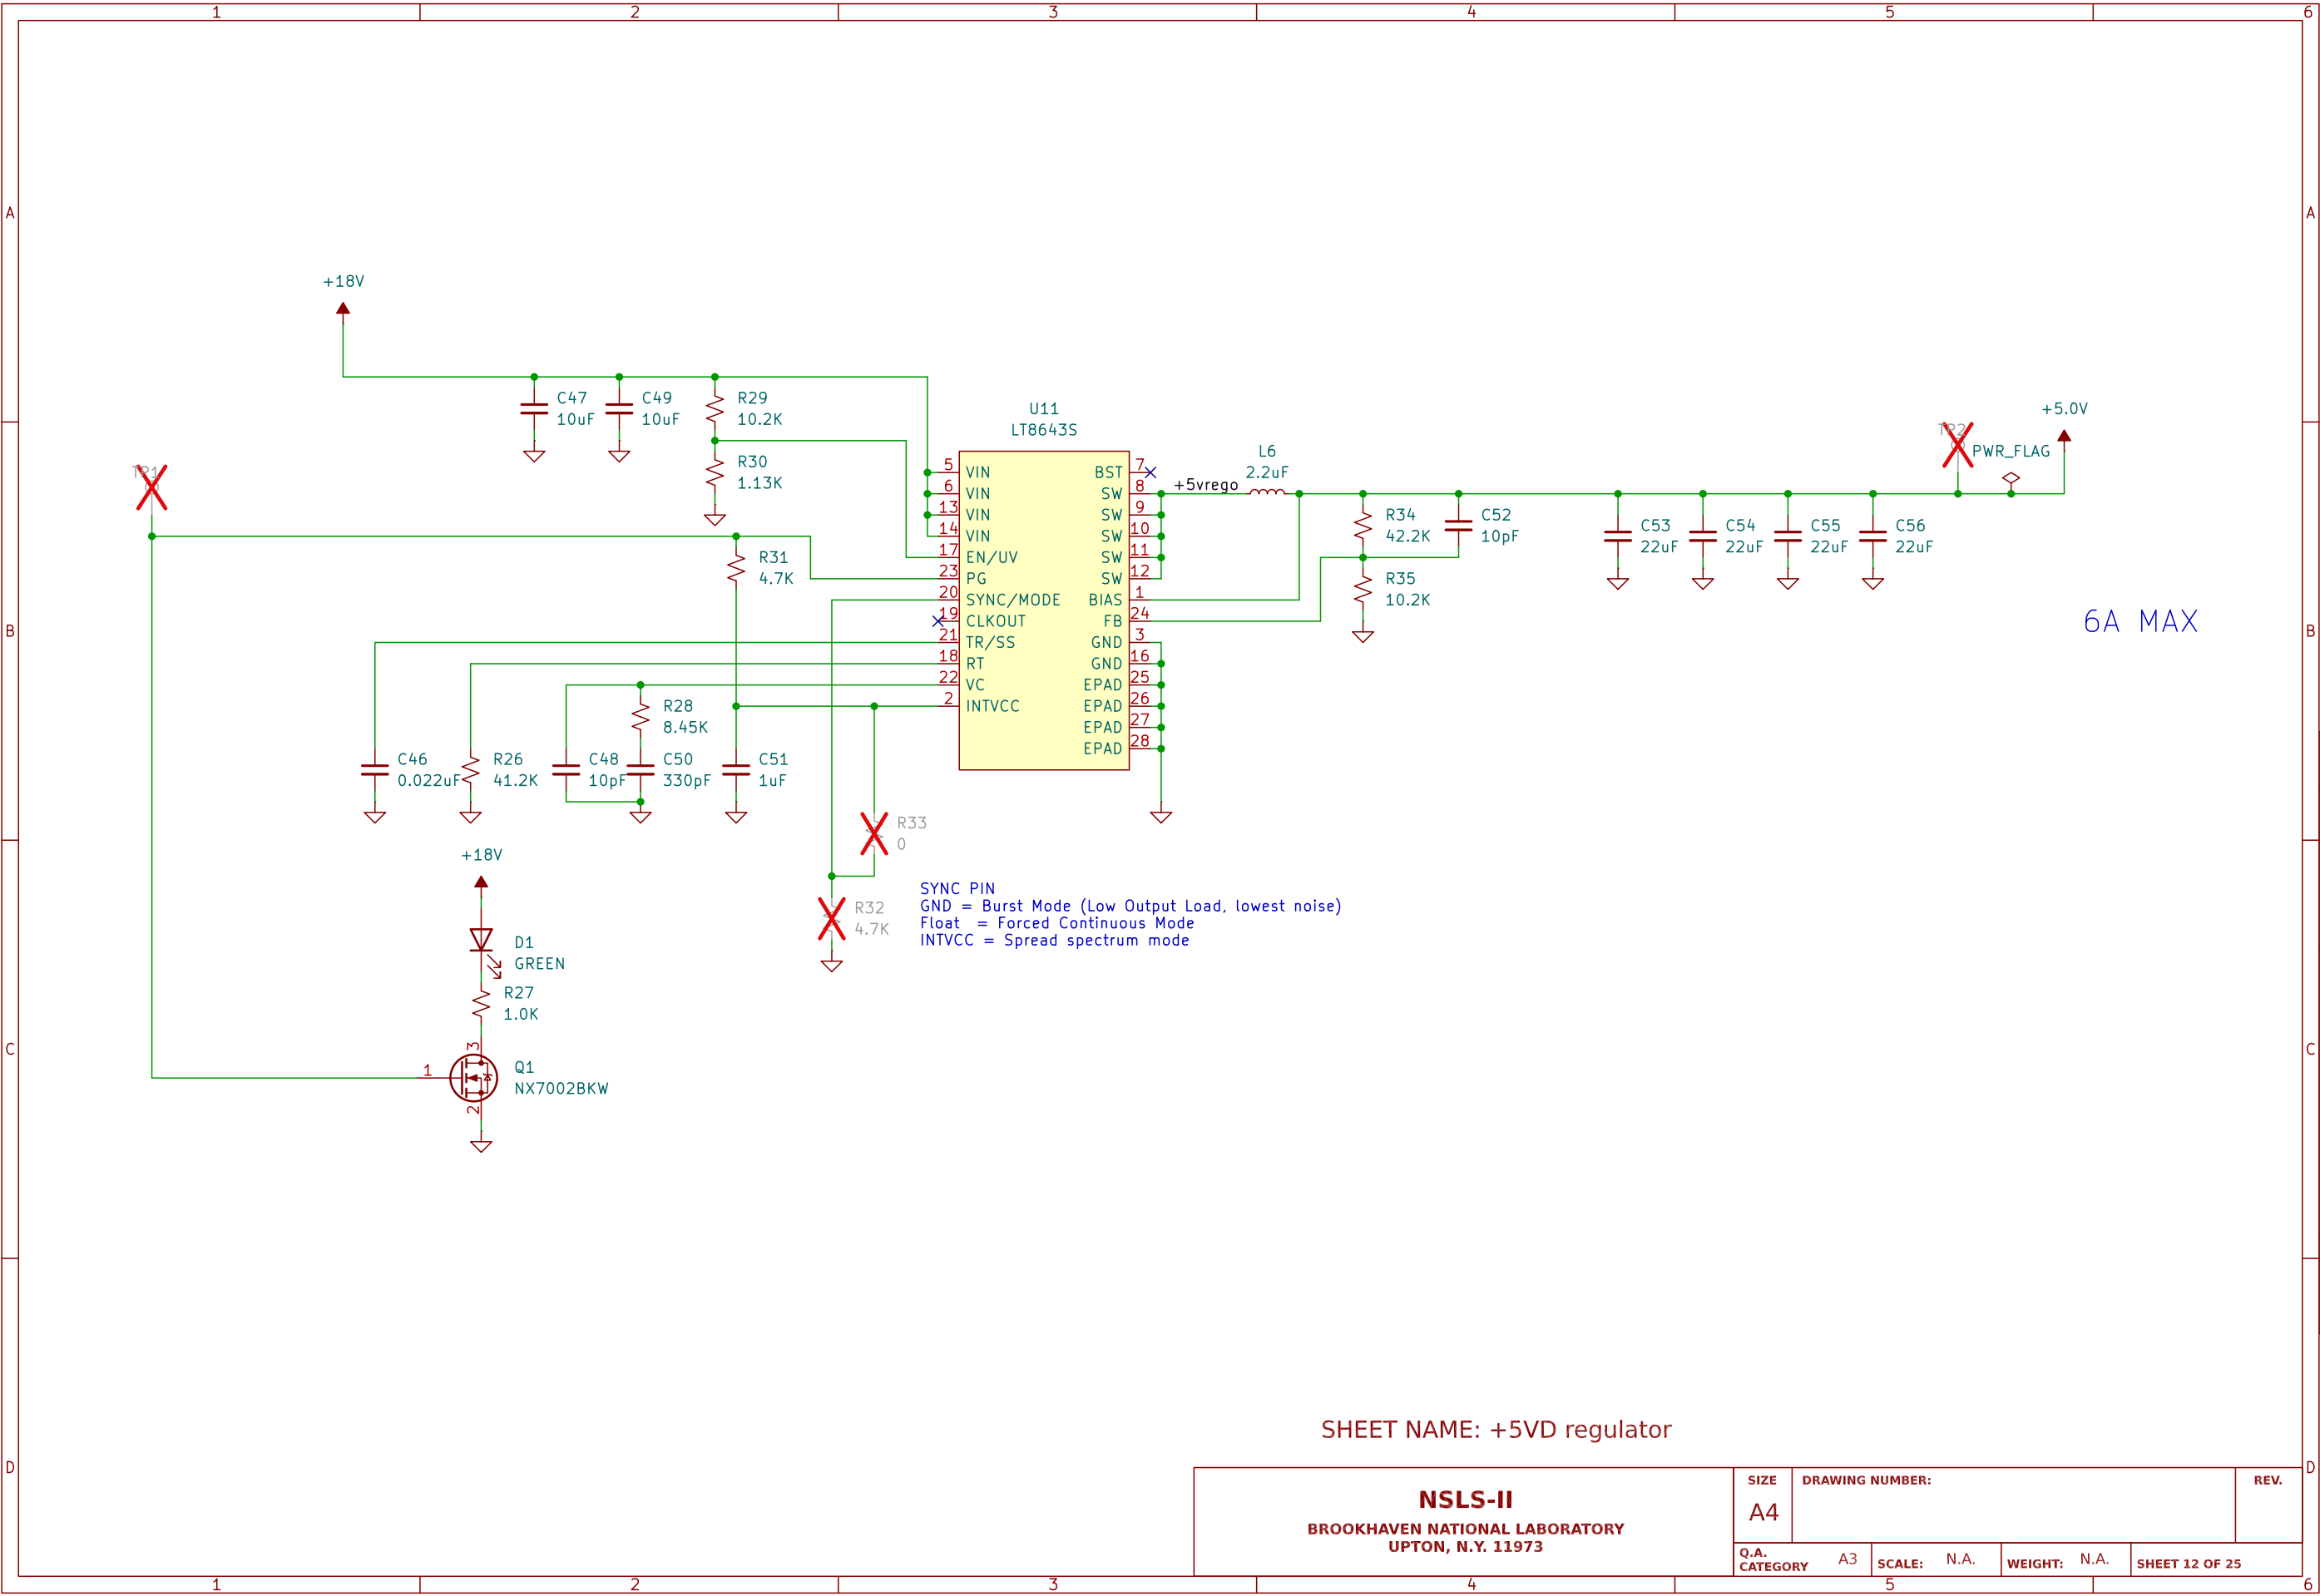 1 2 3 4 5 6
A A
B B
C C
D D
+18V
C47
10uF
C49
10uF
R29
10.2K
R30
1.13K
TP1
R31
4.7K
U11
LT8643S
5 VIN
6 VIN
13 VIN
14 VIN
17 EN/UV
23 PG
20 SYNC/MODE
19 CLKOUT
21 TR/SS
18 RT
22 VC
2 INTVCC
BST 7
SW 8
SW 9
SW 10
SW 11
SW 12
BIAS 1
FB 24
GND 3
GND 16
EPAD 25
EPAD 26
EPAD 27
EPAD 28
+5vrego
L6
2.2uF
R34
42.2K
C52
10pF
R35
10.2K
C53
22uF
C54
22uF
C55
22uF
C56
22uF
TP2
PWR_FLAG
+5.0V
6A MAX
R28
8.45K
C46
0.022uF
R26
41.2K
C48
10pF
C50
330pF
C51
1uF
R33
0
R32
4.7K
SYNC PIN
GND = Burst Mode (Low Output Load, lowest noise)
Float = Forced Continuous Mode
INTVCC = Spread spectrum mode
+18V
D1
GREEN
R27
1.0K
3
1
2
Q1
NX7002BKW
SHEET NAME: +5VD regulator
NSLS-II
BROOKHAVEN NATIONAL LABORATORY
UPTON, N.Y. 11973
SIZE
A4
DRAWING NUMBER:
REV.
Q.A.
CATEGORY A3
SCALE: N.A.
WEIGHT: N.A.
SHEET 12 OF 25
1 2 3 4 5 6